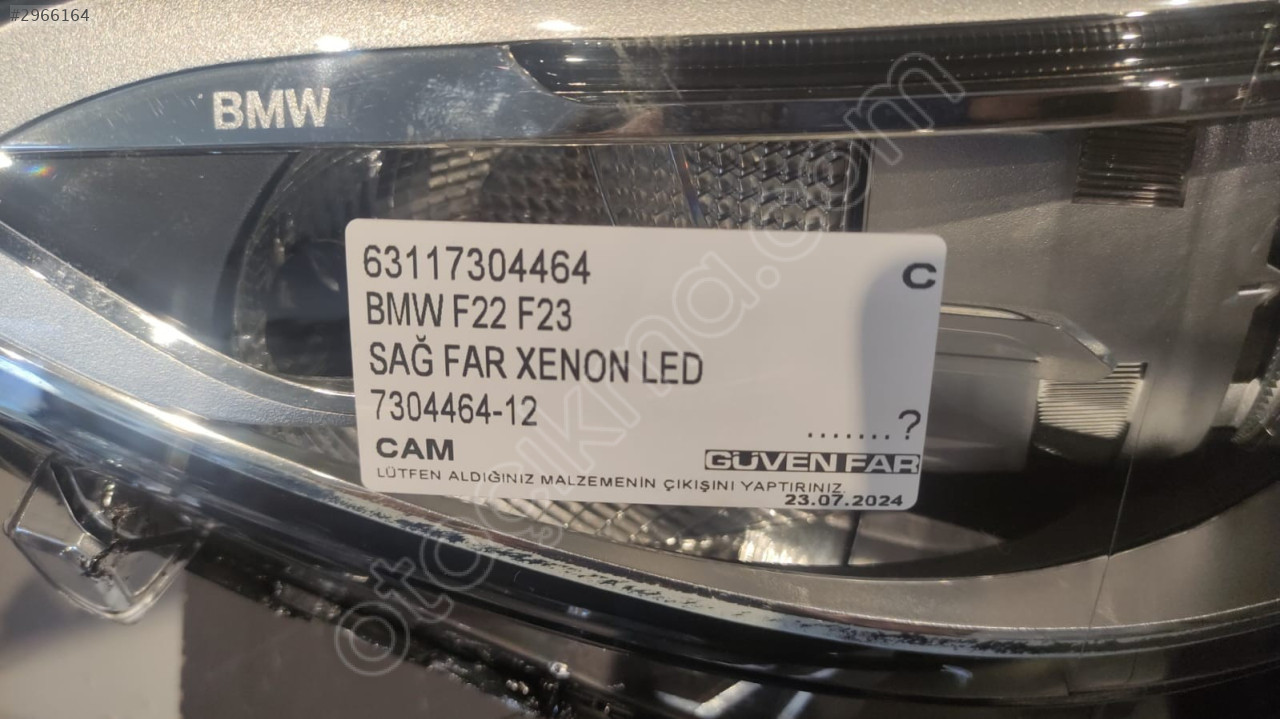 #2966164
BMW
63117304464
C
BMW F22 F23
SAĞ FAR XENON LED
7304464-12
.......?
CAM
GÜVEN FAR
LÜTFEN ALDIĞINIZ MALZEMENİN ÇIKIŞINI YAPTIRINIZ.
23.07.2024
otocikma.com